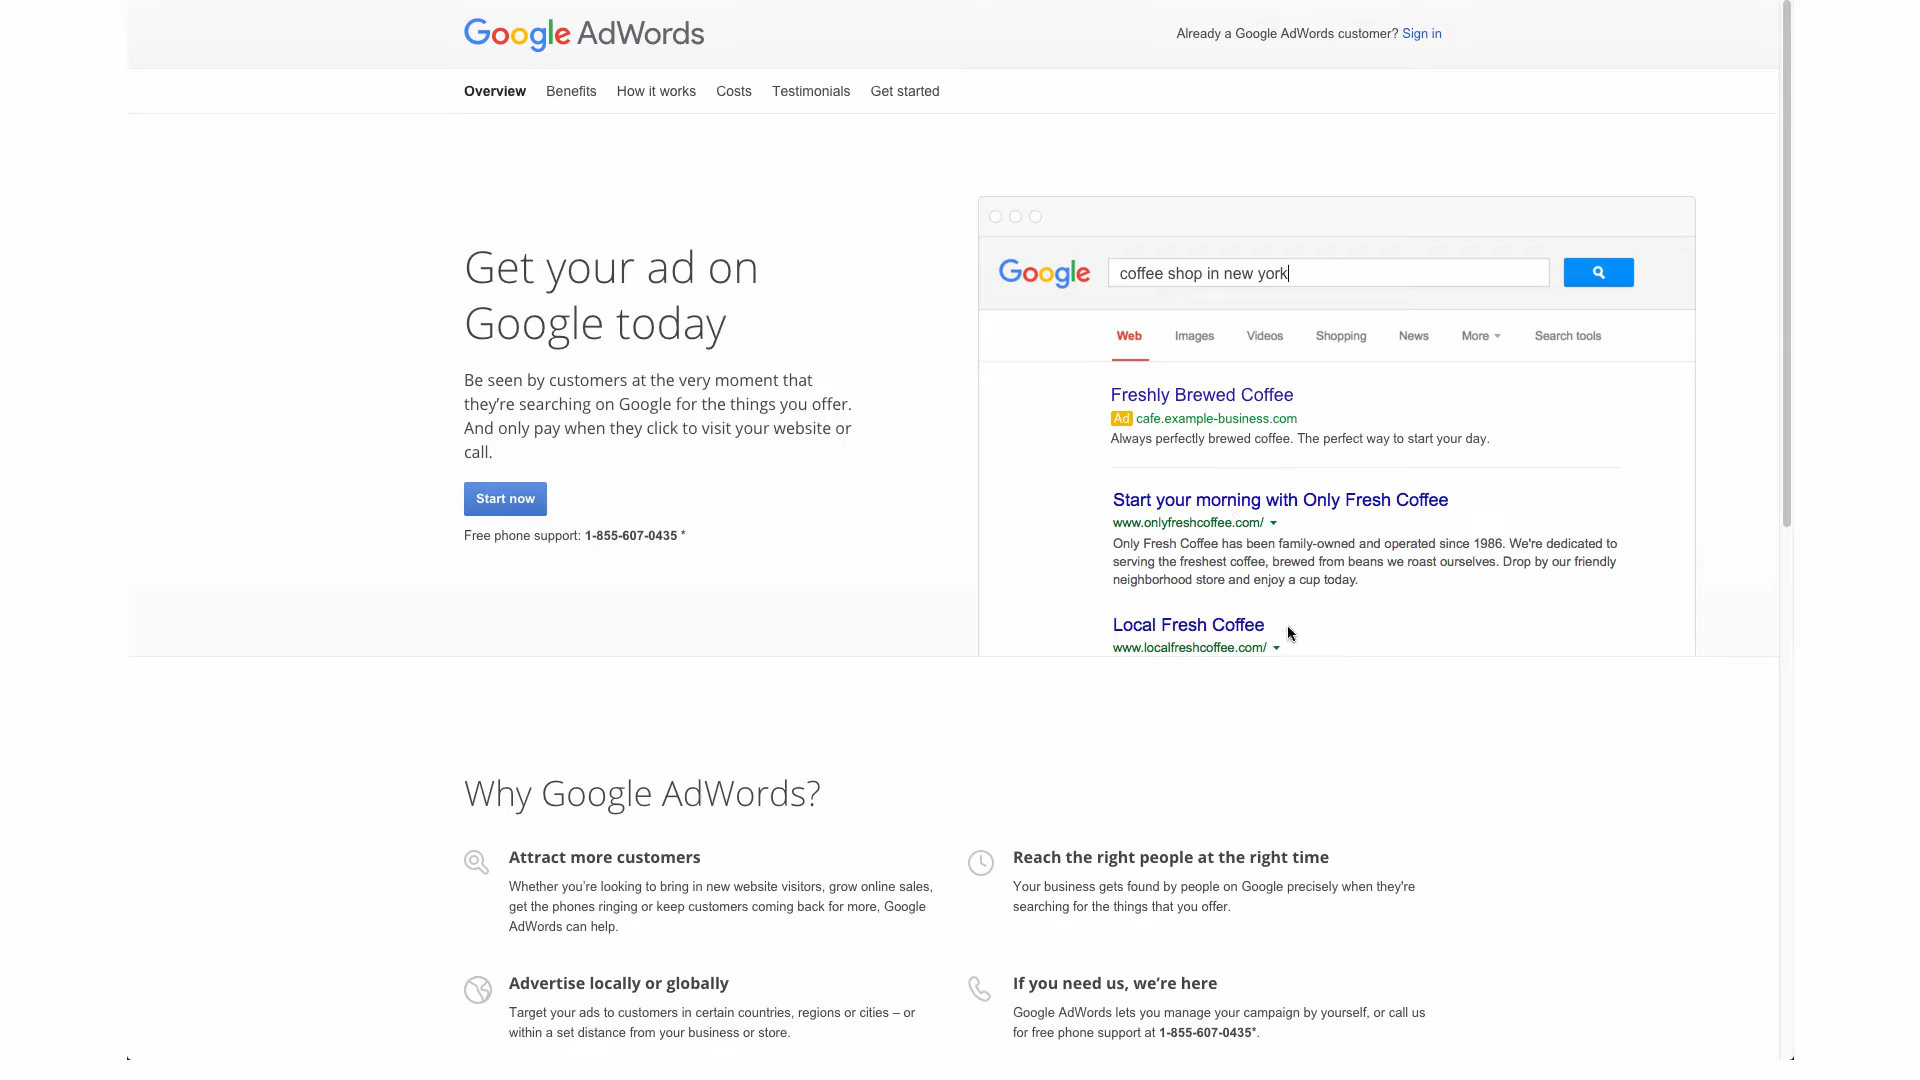 Google AdWords
Already a Google AdWords customer? Sign in
Overview Benefits How it works Costs Testimonials Get started
Get your ad on
Google today
Be seen by customers at the very moment that
they’re searching on Google for the things you offer.
And only pay when they click to visit your website or
call.
Start now
Free phone support: 1-855-607-0435 *
Google coffee shop in new york
Web Images Videos Shopping News More Search tools
Freshly Brewed Coffee
Ad cafe.example-business.com
Always perfectly brewed coffee. The perfect way to start your day.
Start your morning with Only Fresh Coffee
www.onlyfreshcoffee.com/
Only Fresh Coffee has been family-owned and operated since 1986. We're dedicated to
serving the freshest coffee, brewed from beans we roast ourselves. Drop by our friendly
neighborhood store and enjoy a cup today.
Local Fresh Coffee
www.localfreshcoffee.com/
Why Google AdWords?
Attract more customers
Whether you’re looking to bring in new website visitors, grow online sales,
get the phones ringing or keep customers coming back for more, Google
AdWords can help.
Reach the right people at the right time
Your business gets found by people on Google precisely when they're
searching for the things that you offer.
Advertise locally or globally
Target your ads to customers in certain countries, regions or cities – or
within a set distance from your business or store.
If you need us, we’re here
Google AdWords lets you manage your campaign by yourself, or call us
for free phone support at 1-855-607-0435*.